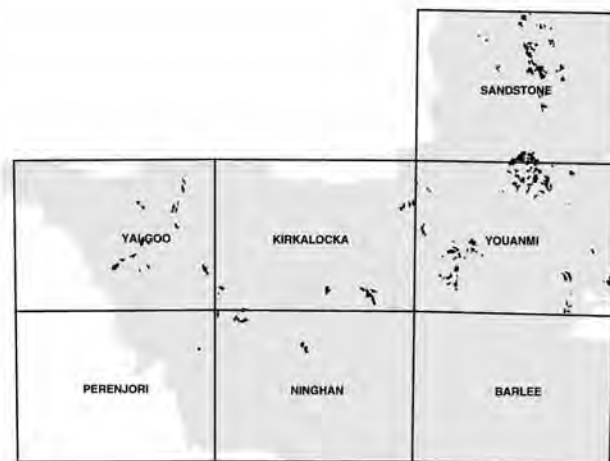 SANDSTONE
YALGOO
KIRKALOCKA
YOUANMI
PERENJORI
NINGHAN
BARLEE